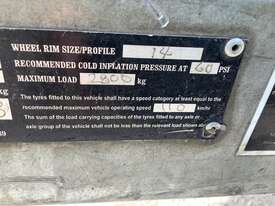 WHEEL RIM SIZE/PROFILE 14
RECOMMENDED COLD INFLATION PRESSURE AT 60 PSI
MAXIMUM LOAD 2800 kg
The tyres fitted to this vehicle shall have a speed category at least equal to the
recommended maximum vehicle operating speed 110 km/hr
The sum of the load carrying capacities of the tyres fitted to any axle or
axle group of the vehicle shall not be less than the relevant load shown